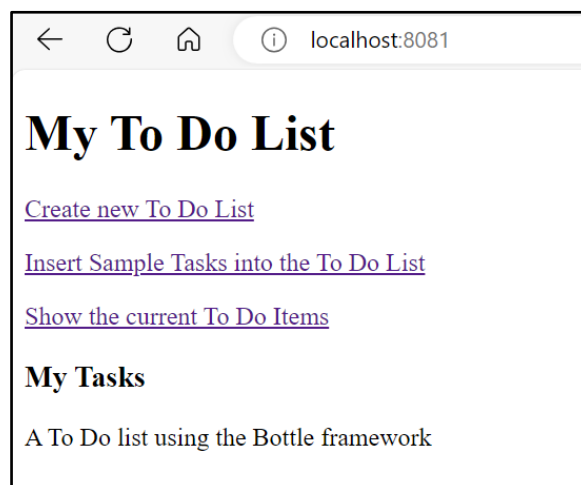 localhost:8081
My To Do List
Create new To Do List
Insert Sample Tasks into the To Do List
Show the current To Do Items
My Tasks
A To Do list using the Bottle framework